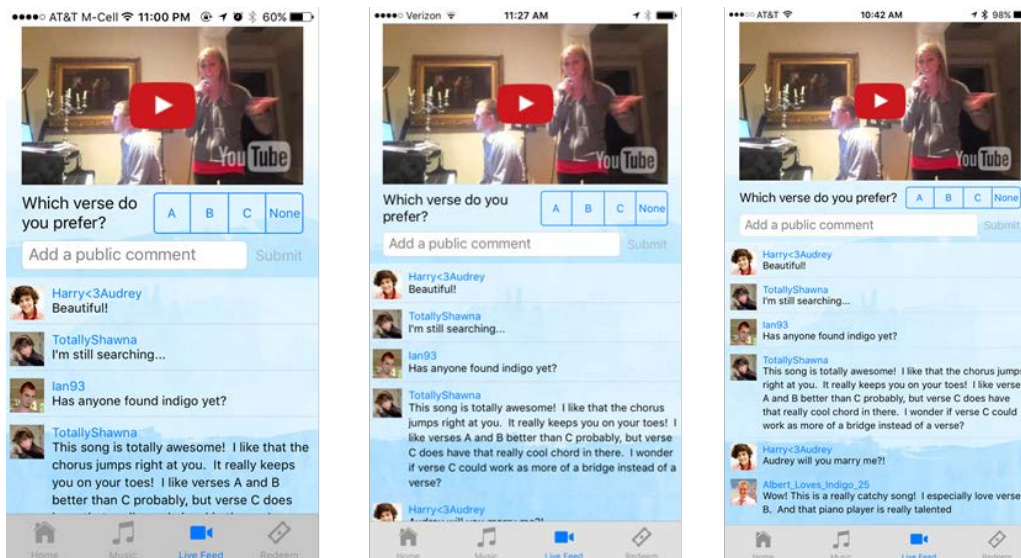 AT&T M-Cell 11:00 PM 60%
You Tube
Which verse do
you prefer?
A B C None
Add a public comment Submit
Harry<3Audrey
Beautiful!
TotallyShawna
I'm still searching...
Ian93
Has anyone found indigo yet?
TotallyShawna
This song is totally awesome! I like that the
chorus jumps right at you. It really keeps
you on your toes! I like verses A and B
better than C probably, but verse C does
Home Music Live Feed Redeem
Verizon 11:27 AM
You Tube
Which verse do you
prefer?
A B C None
Add a public comment Submit
Harry<3Audrey
Beautiful!
TotallyShawna
I'm still searching...
Ian93
Has anyone found indigo yet?
TotallyShawna
This song is totally awesome! I like that the chorus
jumps right at you. It really keeps you on your toes! I
like verses A and B better than C probably, but verse
C does have that really cool chord in there. I wonder
if verse C could work as more of a bridge instead of a
verse?
Harry<3Audrey
Audrey will you marry me?!
Home Music Live Feed Redeem
AT&T 10:42 AM 98%
You Tube
Which verse do you prefer? A B C None
Add a public comment Submit
Harry<3Audrey
Beautiful!
TotallyShawna
I'm still searching...
Ian93
Has anyone found indigo yet?
TotallyShawna
This song is totally awesome! I like that the chorus jumps
right at you. It really keeps you on your toes! I like verse
A and B better than C probably, but verse C does have
that really cool chord in there. I wonder if verse C could
work as more of a bridge instead of a verse?
Harry<3Audrey
Audrey will you marry me?!
Albert_Loves_Indigo_25
Wow! This is a really catchy song! I especially love verse
B. And that piano player is really talented
Home Music Live Feed Redeem